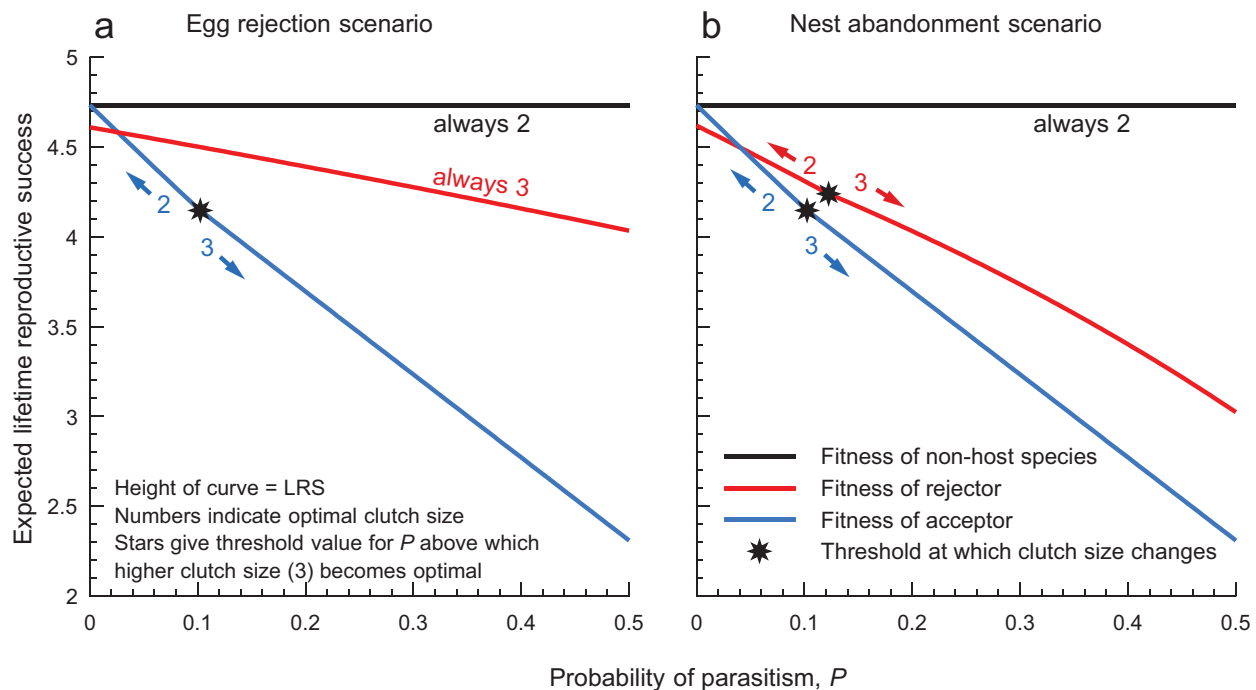 a
Egg rejection scenario
b
Nest abandonment scenario
Expected lifetime reproductive success
5
4.5
4
3.5
3
2.5
2
always 2
always 3
2
3
Height of curve = LRS
Numbers indicate optimal clutch size
Stars give threshold value for P above which
higher clutch size (3) becomes optimal
0
0.1
0.2
0.3
0.4
0.5
always 2
2
3
2
3
Fitness of non-host species
Fitness of rejector
Fitness of acceptor
Threshold at which clutch size changes
0
0.1
0.2
0.3
0.4
0.5
Probability of parasitism, P